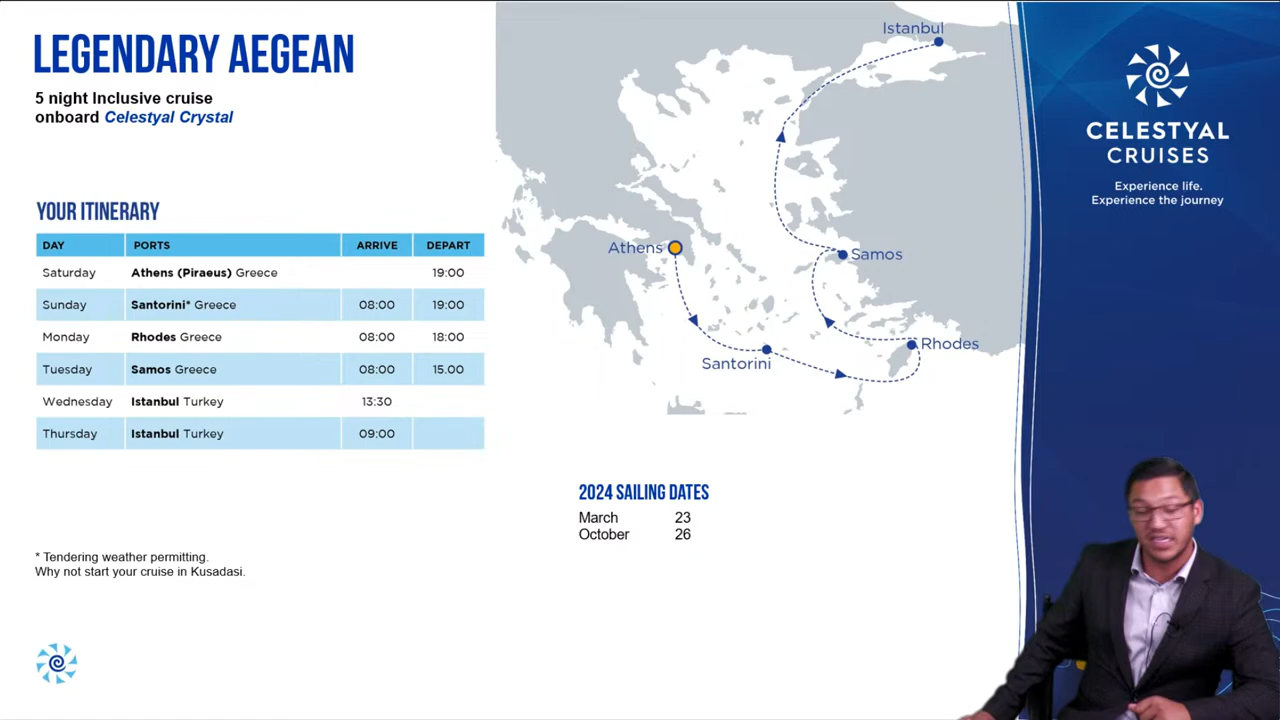 LEGENDARY AEGEAN
5 night Inclusive cruise
onboard Celestyal Crystal
YOUR ITINERARY
DAY PORTS ARRIVE DEPART
Saturday Athens (Piraeus) Greece 19:00
Sunday Santorini* Greece 08:00 19:00
Monday Rhodes Greece 08:00 18:00
Tuesday Samos Greece 08:00 15.00
Wednesday Istanbul Turkey 13:30
Thursday Istanbul Turkey 09:00
* Tendering weather permitting.
Why not start your cruise in Kusadasi.
Istanbul
Athens
Samos
Rhodes
Santorini
2024 SAILING DATES
March 23
October 26
CELESTYAL
CRUISES
Experience life.
Experience the journey